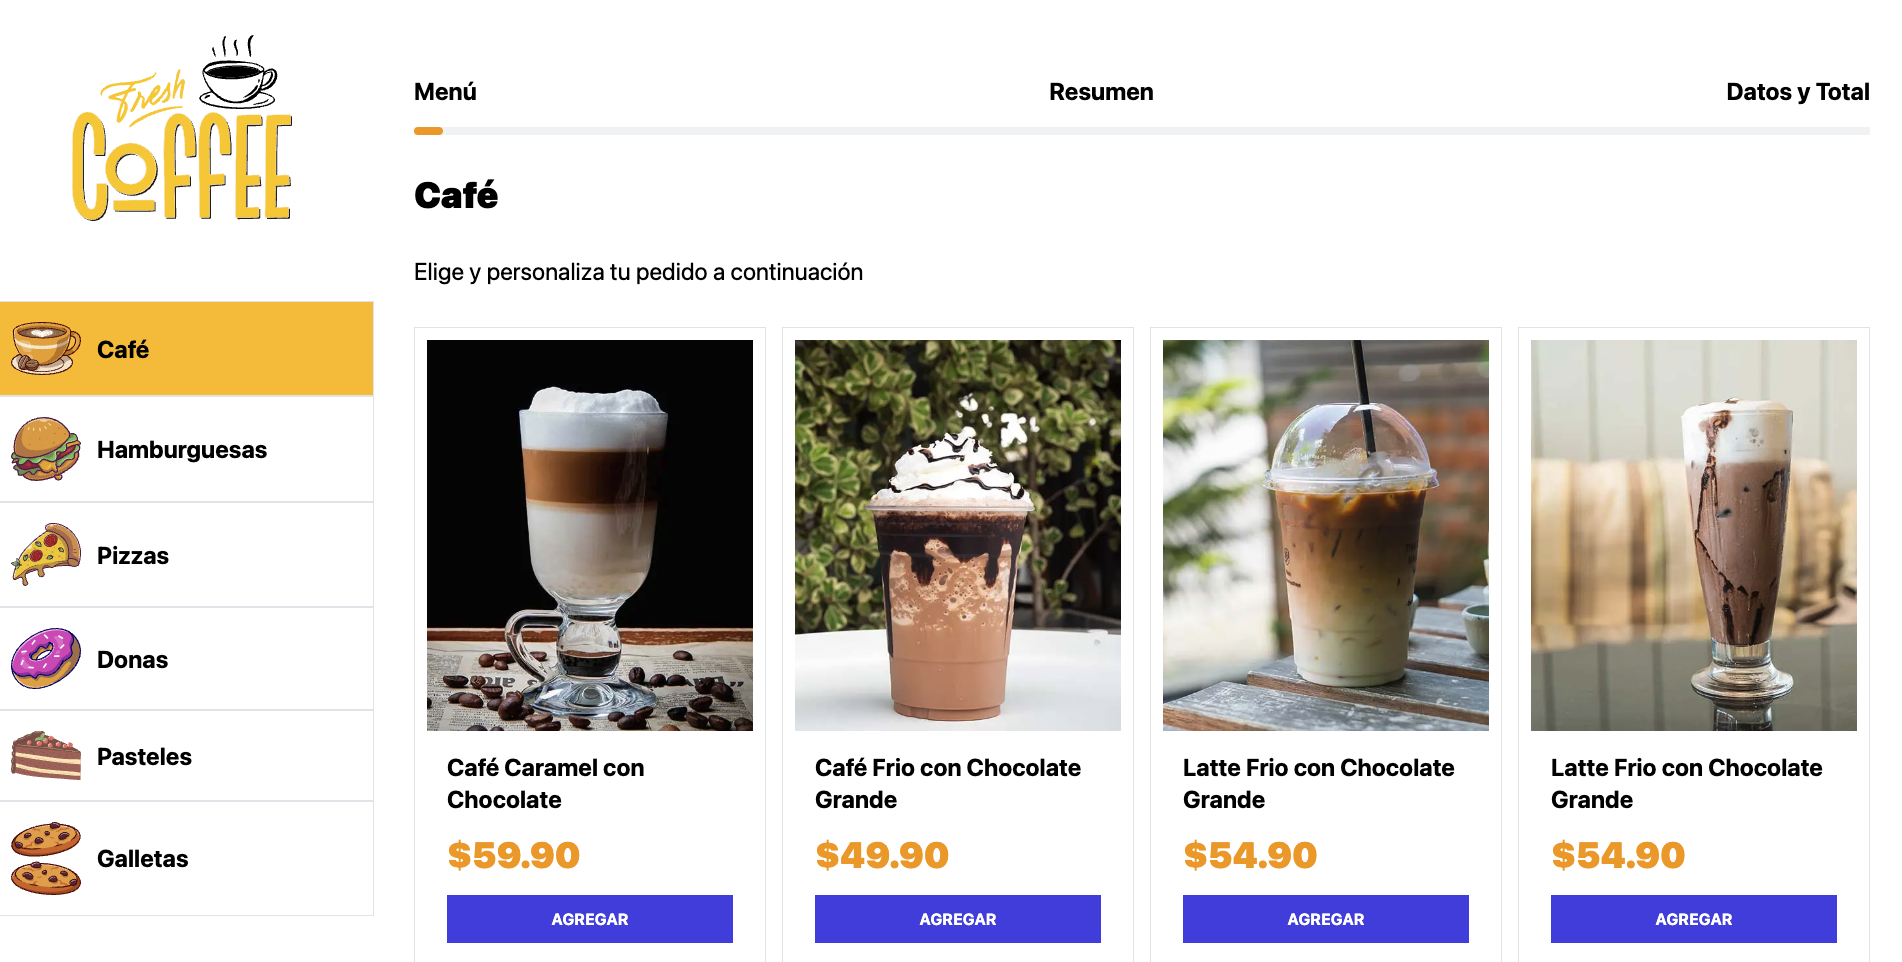 Fresh
COFFEE
Menú
Resumen
Datos y Total
Café
Elige y personaliza tu pedido a continuación
Café
Hamburguesas
Pizzas
Donas
Pasteles
Galletas
Café Caramel con
Chocolate
$59.90
AGREGAR
Café Frio con Chocolate
Grande
$49.90
AGREGAR
Latte Frio con Chocolate
Grande
$54.90
AGREGAR
Latte Frio con Chocolate
Grande
$54.90
AGREGAR